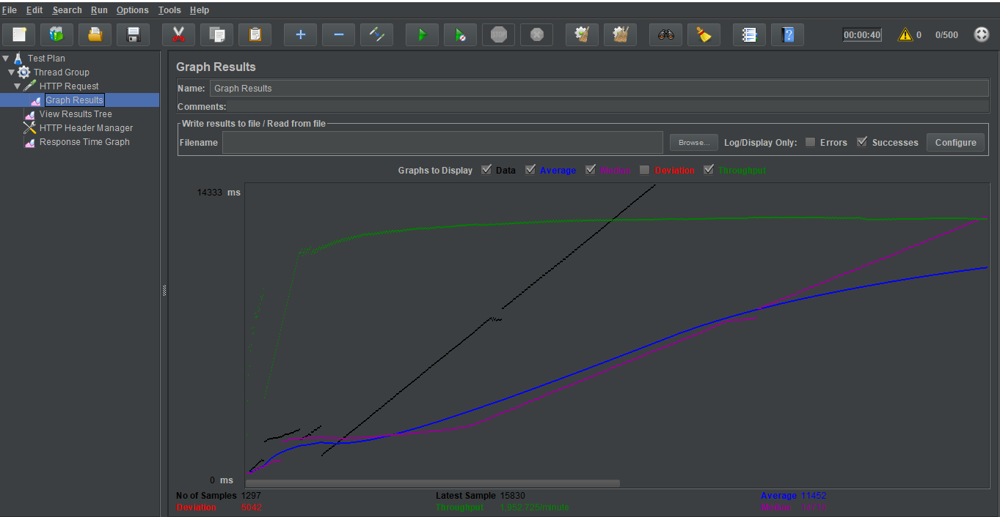 File Edit Search Run Options Tools Help
STOP 00:00:40 0 0/500
Test Plan
Thread Group
HTTP Request
Graph Results
View Results Tree
HTTP Header Manager
Response Time Graph
Graph Results
Name: Graph Results
Comments:
Write results to file / Read from file
Filename Browse... Log/Display Only: Errors Successes Configure
Graphs to Display Data Average Median Deviation Throughput
14333 ms
0 ms
No of Samples 1297 Latest Sample 15830 Average 11452
Deviation 5042 Throughput 1,952.725/minute Median 14710